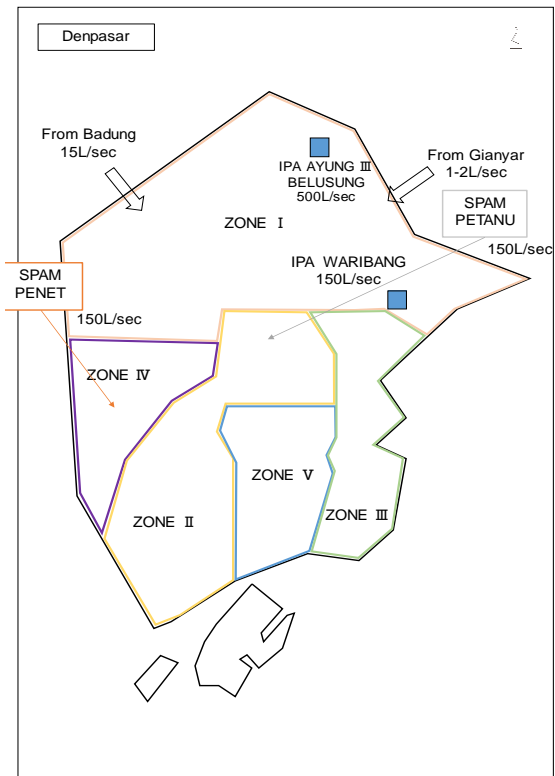 Denpasar
From Badung
15L/sec
IPA AYUNG Ⅲ
BELUSUNG
500L/sec
From Gianyar
1-2L/sec
SPAM
PETANU
ZONE Ⅰ
150L/sec
IPA WARIBANG
150L/sec
SPAM
PENET
150L/sec
ZONE Ⅳ
ZONE Ⅴ
ZONE Ⅱ
ZONE Ⅲ